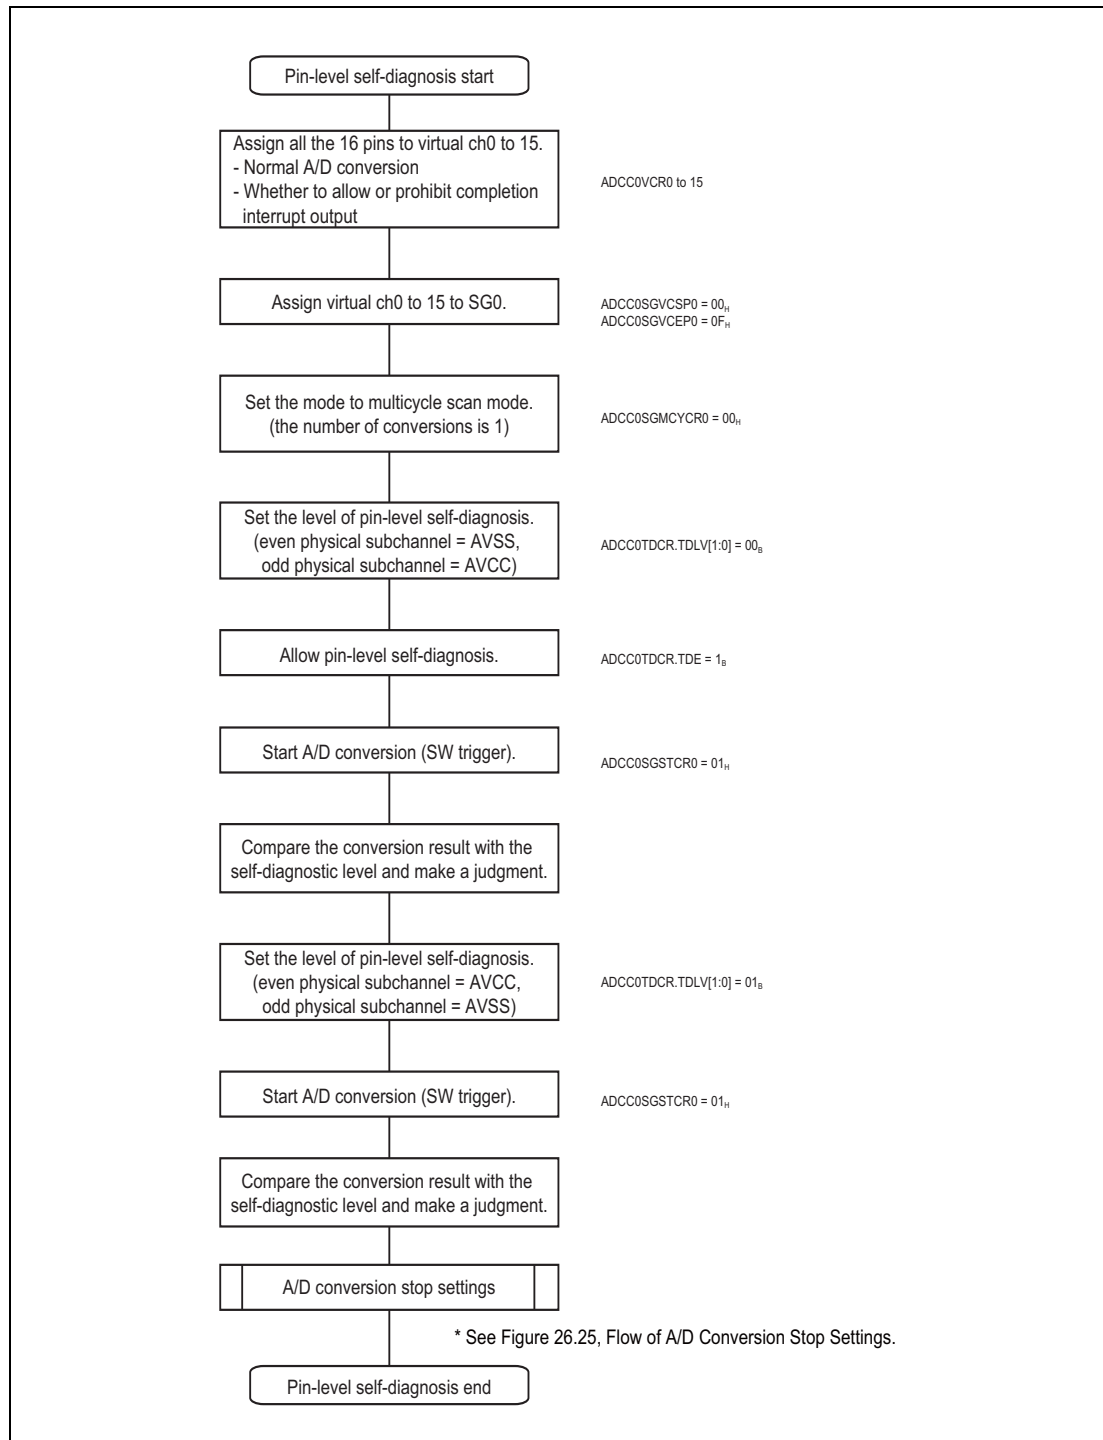 Pin-level self-diagnosis start
Assign all the 16 pins to virtual ch0 to 15.
- Normal A/D conversion
- Whether to allow or prohibit completion
interrupt output
ADCC0VCR0 to 15
Assign virtual ch0 to 15 to SG0.
ADCC0SGVCSP0 = 00H
ADCC0SGVCEP0 = 0FH
Set the mode to multicycle scan mode.
(the number of conversions is 1)
ADCC0SGMCYCR0 = 00H
Set the level of pin-level self-diagnosis.
(even physical subchannel = AVSS,
odd physical subchannel = AVCC)
ADCC0TDCR.TDLV[1:0] = 00B
Allow pin-level self-diagnosis.
ADCC0TDCR.TDE = 1B
Start A/D conversion (SW trigger).
ADCC0SGSTCR0 = 01H
Compare the conversion result with the
self-diagnostic level and make a judgment.
Set the level of pin-level self-diagnosis.
(even physical subchannel = AVCC,
odd physical subchannel = AVSS)
ADCC0TDCR.TDLV[1:0] = 01B
Start A/D conversion (SW trigger).
ADCC0SGSTCR0 = 01H
Compare the conversion result with the
self-diagnostic level and make a judgment.
A/D conversion stop settings
* See Figure 26.25, Flow of A/D Conversion Stop Settings.
Pin-level self-diagnosis end